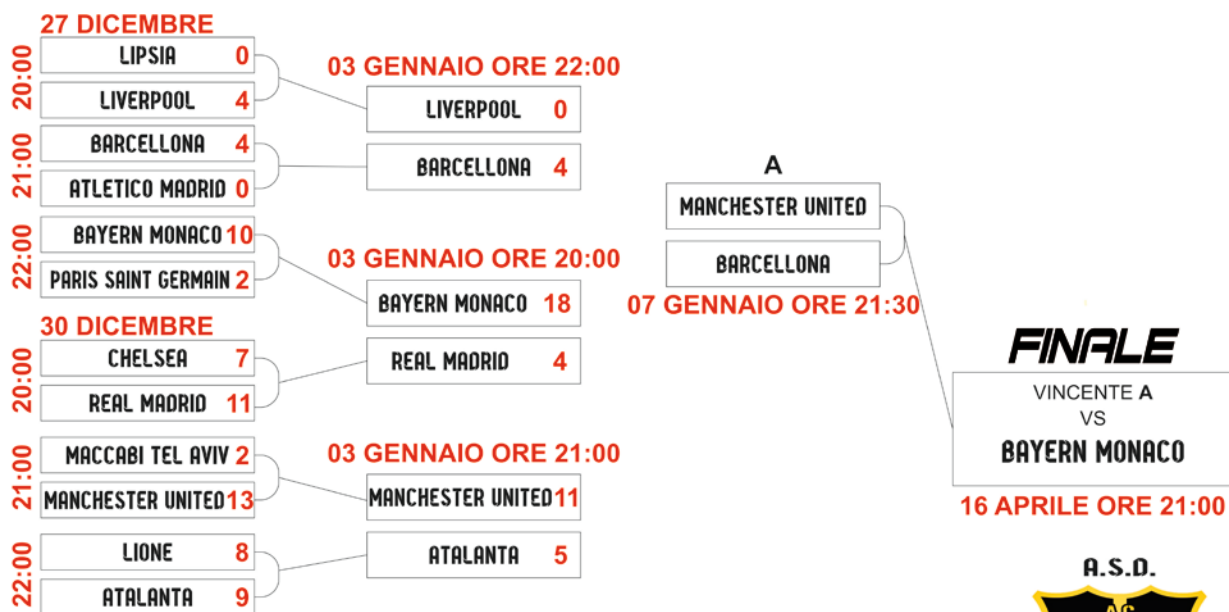 27 DICEMBRE
20:00
LIPSIA 0
LIVERPOOL 4
21:00
BARCELLONA 4
ATLETICO MADRID 0
22:00
BAYERN MONACO 10
PARIS SAINT GERMAIN 2
30 DICEMBRE
20:00
CHELSEA 7
REAL MADRID 11
21:00
MACCABI TEL AVIV 2
MANCHESTER UNITED 13
22:00
LIONE 8
ATALANTA 9
03 GENNAIO ORE 22:00
LIVERPOOL 0
BARCELLONA 4
03 GENNAIO ORE 20:00
BAYERN MONACO 18
REAL MADRID 4
03 GENNAIO ORE 21:00
MANCHESTER UNITED 11
ATALANTA 5
A
MANCHESTER UNITED
BARCELLONA
07 GENNAIO ORE 21:30
FINALE
VINCENTE A
VS
BAYERN MONACO
16 APRILE ORE 21:00
A.S.D.